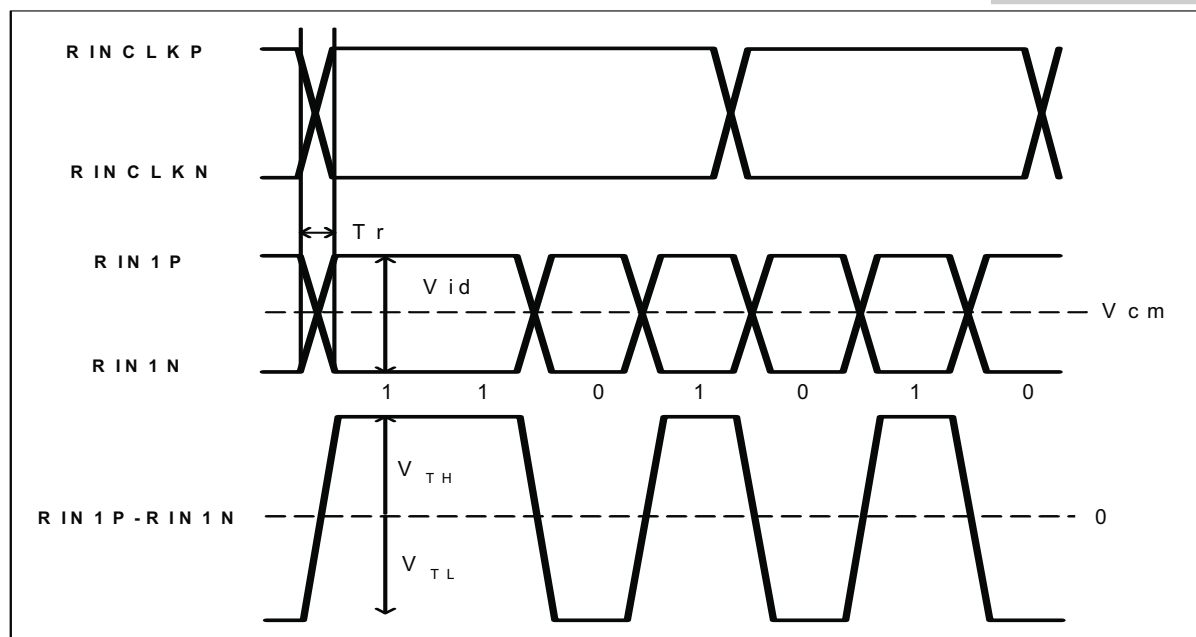 RINCLKP
RINCLKN
Tr
RIN1P
Vid
Vcm
RIN1N
1 1 0 1 0 1 0
VTH
RIN1P-RIN1N
0
VTL